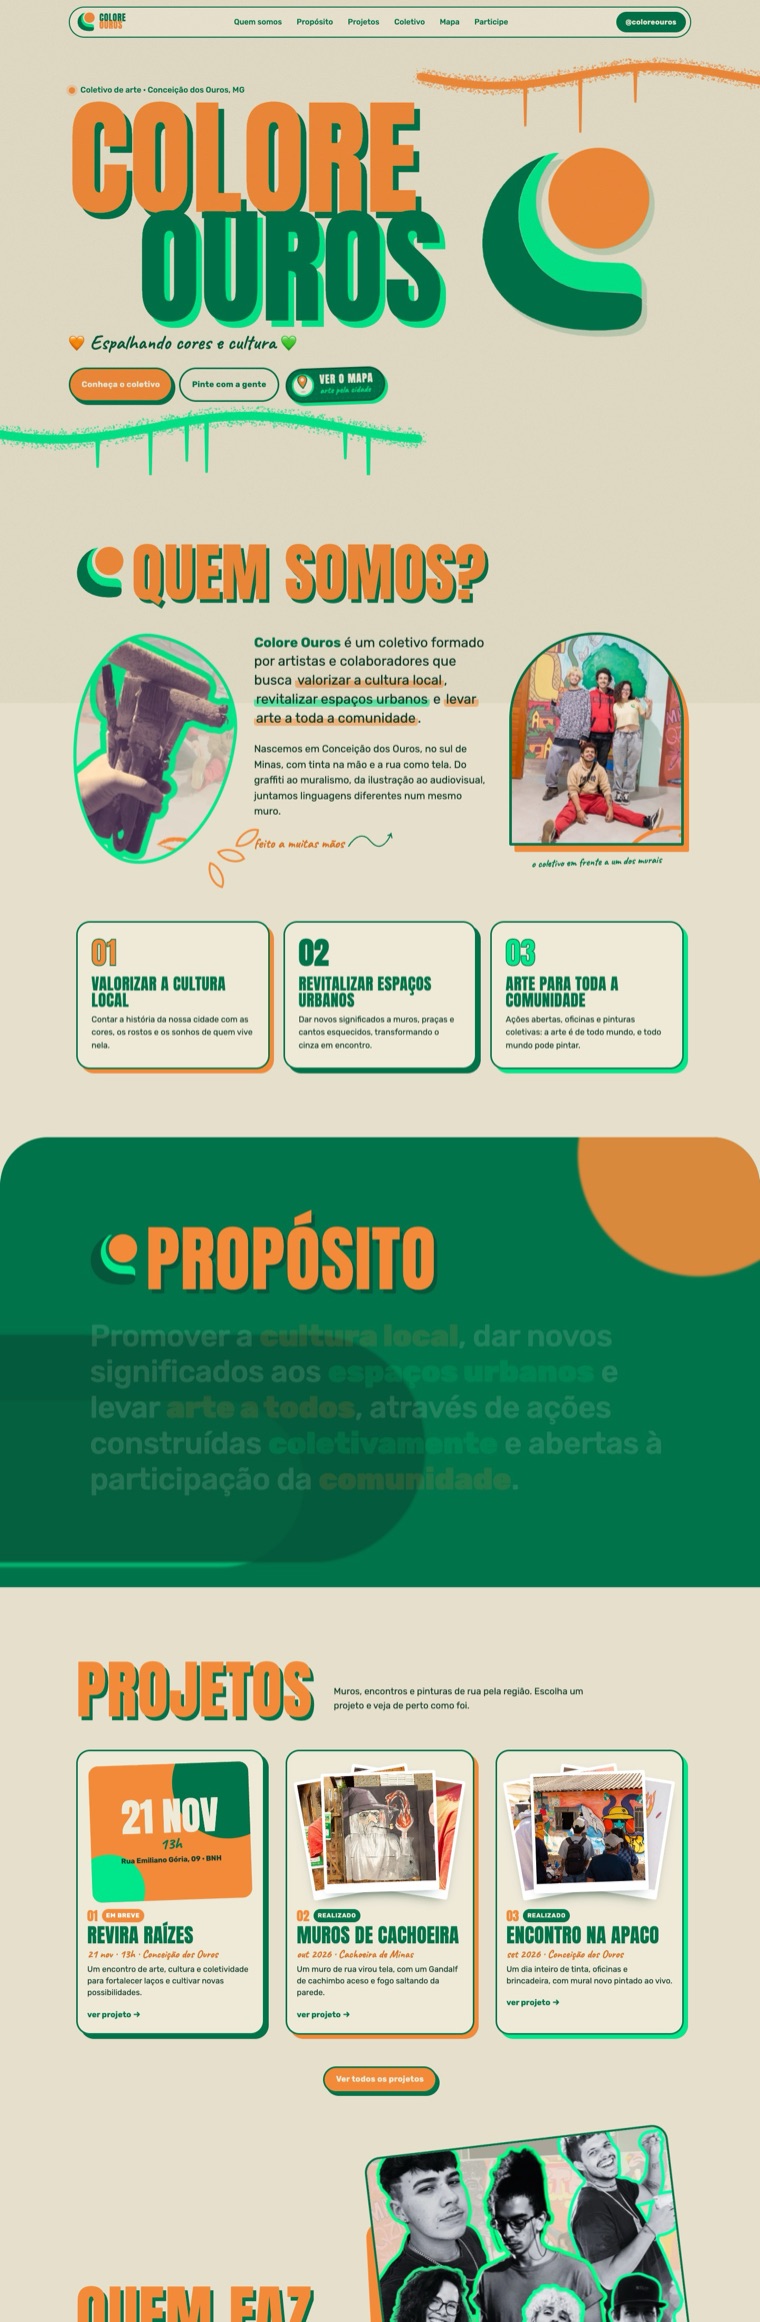 COLORE
OUROS
Quem somos
Propósito
Projetos
Coletivo
Mapa
Participe
@coloreouros
Coletivo de arte • Conceição dos Ouros, MG
COLORE
OUROS
🧡 Espalhando cores e cultura 💚
Conheça o coletivo
Pinte com a gente
VER O MAPA
arte pela cidade
QUEM SOMOS?
Colore Ouros é um coletivo formado
por artistas e colaboradores que
busca valorizar a cultura local,
revitalizar espaços urbanos e levar
arte a toda a comunidade.
Nascemos em Conceição dos Ouros, no sul de
Minas, com tinta na mão e a rua como tela. Do
graffiti ao muralismo, da ilustração ao audiovisual,
juntamos linguagens diferentes num mesmo
muro.
feito a muitas mãos
o coletivo em frente a um dos murais
01
VALORIZAR A CULTURA
LOCAL
Contar a história da nossa cidade com as
cores, os rostos e os sonhos de quem vive
nela.
02
REVITALIZAR ESPAÇOS
URBANOS
Dar novos significados a muros, praças e
cantos esquecidos, transformando o
cinza em encontro.
03
ARTE PARA TODA A
COMUNIDADE
Ações abertas, oficinas e pinturas
coletivas: a arte é de todo mundo, e todo
mundo pode pintar.
PROPÓSITO
Promover a cultura local, dar novos
significados aos espaços urbanos e
levar arte a todos, através de ações
construídas coletivamente e abertas à
participação da comunidade.
PROJETOS
Muros, encontros e pinturas de rua pela região. Escolha um
projeto e veja de perto como foi.
21 NOV
13h
Rua Emiliano Gória, 09 • BNH
01 EM BREVE
REVIRA RAÍZES
21 nov · 13h · Conceição dos Ouros
Um encontro de arte, cultura e coletividade
para fortalecer laços e cultivar novas
possibilidades.
ver projeto →
02 REALIZADO
MUROS DE CACHOEIRA
out 2026 · Cachoeira de Minas
Um muro de rua virou tela, com um Gandalf
de cachimbo aceso e fogo saltando da
parede.
ver projeto →
03 REALIZADO
ENCONTRO NA APACO
set 2026 · Conceição dos Ouros
Um dia inteiro de tinta, oficinas e
brincadeira, com mural novo pintado ao vivo.
ver projeto →
Ver todos os projetos
QUEM FAZ